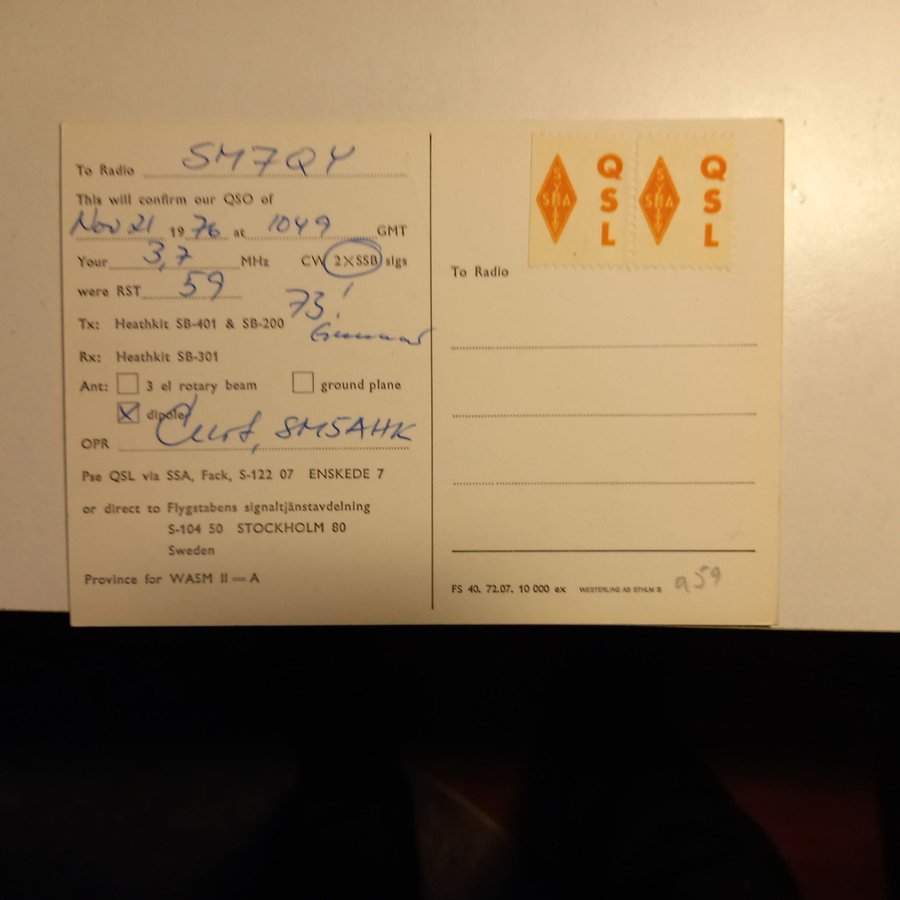 To Radio SM7QY
This will confirm our QSO of
Nov 21 1976 at 1049 GMT
Your 3,7 MHz CW 2×SSB sigs
were RST 59
73!
Tx: Heathkit SB-401 & SB-200
Rx: Heathkit SB-301
Ant: 3 el rotary beam ground plane
dipole
OPR Curt, SM5AHK
Pse QSL via SSA, Fack, S-122 07 ENSKEDE 7
or direct to Flygstabens signaltjänstavdelning
S-104 50 STOCKHOLM 80
Sweden
Province for WASM II — A
SSA QSL SSA QSL
To Radio
FS 40. 72.07. 10 000 ex WESTERLING AB STHLM
959